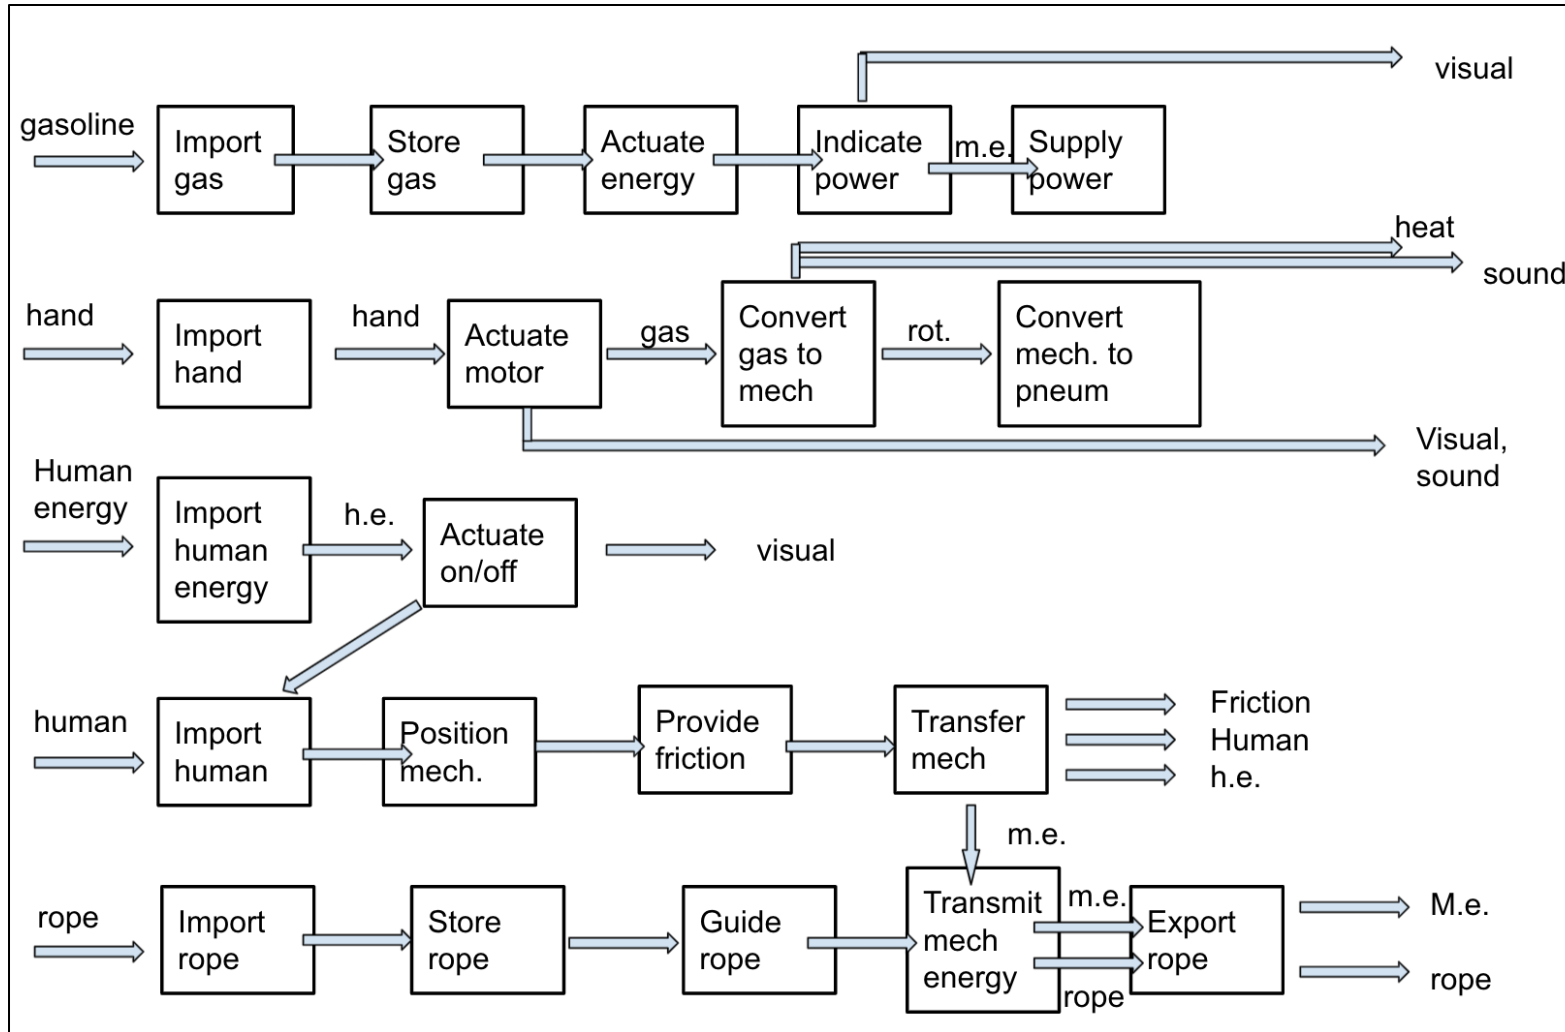 visual
gasoline
Import
gas
Store
gas
Actuate
energy
Indicate
power
m.e.
Supply
power
heat
sound
hand
Import
hand
hand
Actuate
motor
gas
Convert
gas to
mech
rot.
Convert
mech. to
pneum
Visual,
sound
Human
energy
Import
human
energy
h.e.
Actuate
on/off
visual
human
Import
human
Position
mech.
Provide
friction
Transfer
mech
Friction
Human
h.e.
m.e.
rope
Import
rope
Store
rope
Guide
rope
Transmit
mech
energy
m.e.
rope
Export
rope
M.e.
rope